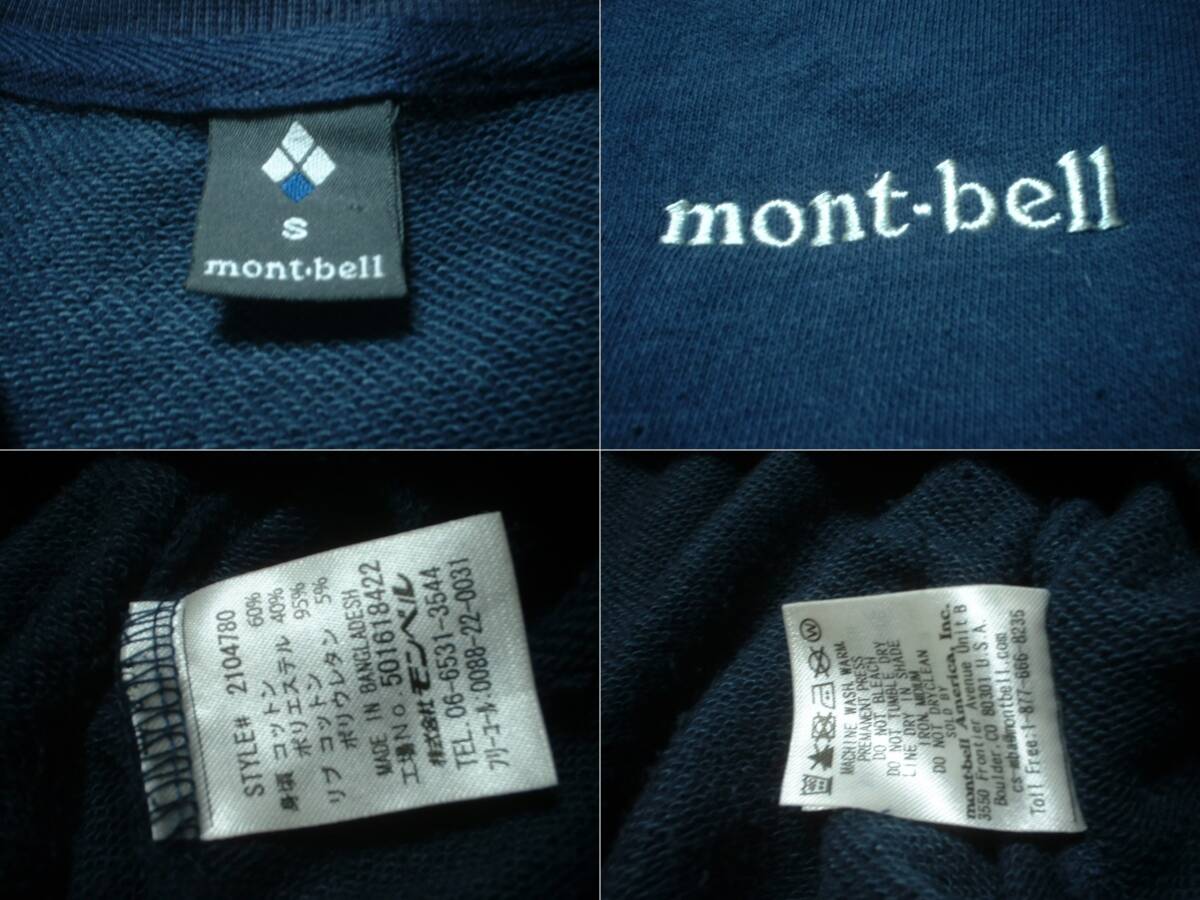 S
mont·bell
mont-bell
STYLE# 2104780
身頃 コットン 60%
ポリエステル 40%
リブ コットン 95%
ポリウレタン 5%
MADE IN BANGLADESH
工場No 501618422
株式会社モンベル
TEL.06-6531-3544
フリーコール:0088-22-0031
MACHINE WASH WARM
PREMANENT PRESS
DO NOT BLEACH
DO NOT TUMBLE DRY
LINE DRY IN SHADE
IRON MEDIUM
DO NOT DRYCLEAN
SOLD BY
mont-bell America, Inc.
3550 Frontier Avenue Unit B
Boulder.CO 80301 U.S.A.
cs-mba@montbell.com
Toll Free:1-877-666-8235